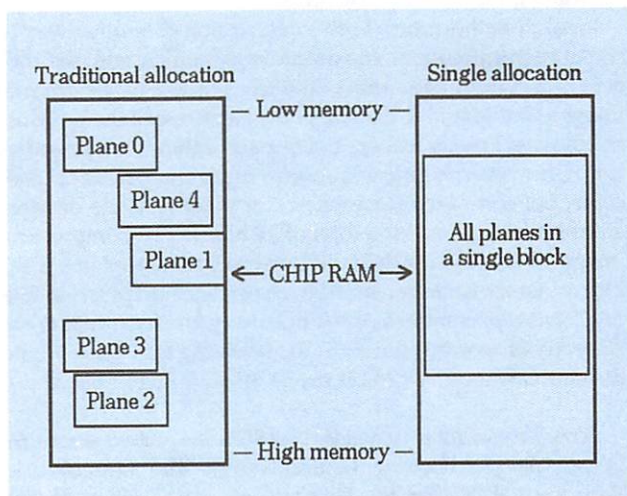 Traditional allocation
Single allocation
Low memory
Plane 0
Plane 4
Plane 1
CHIP RAM
All planes in
a single block
Plane 3
Plane 2
High memory